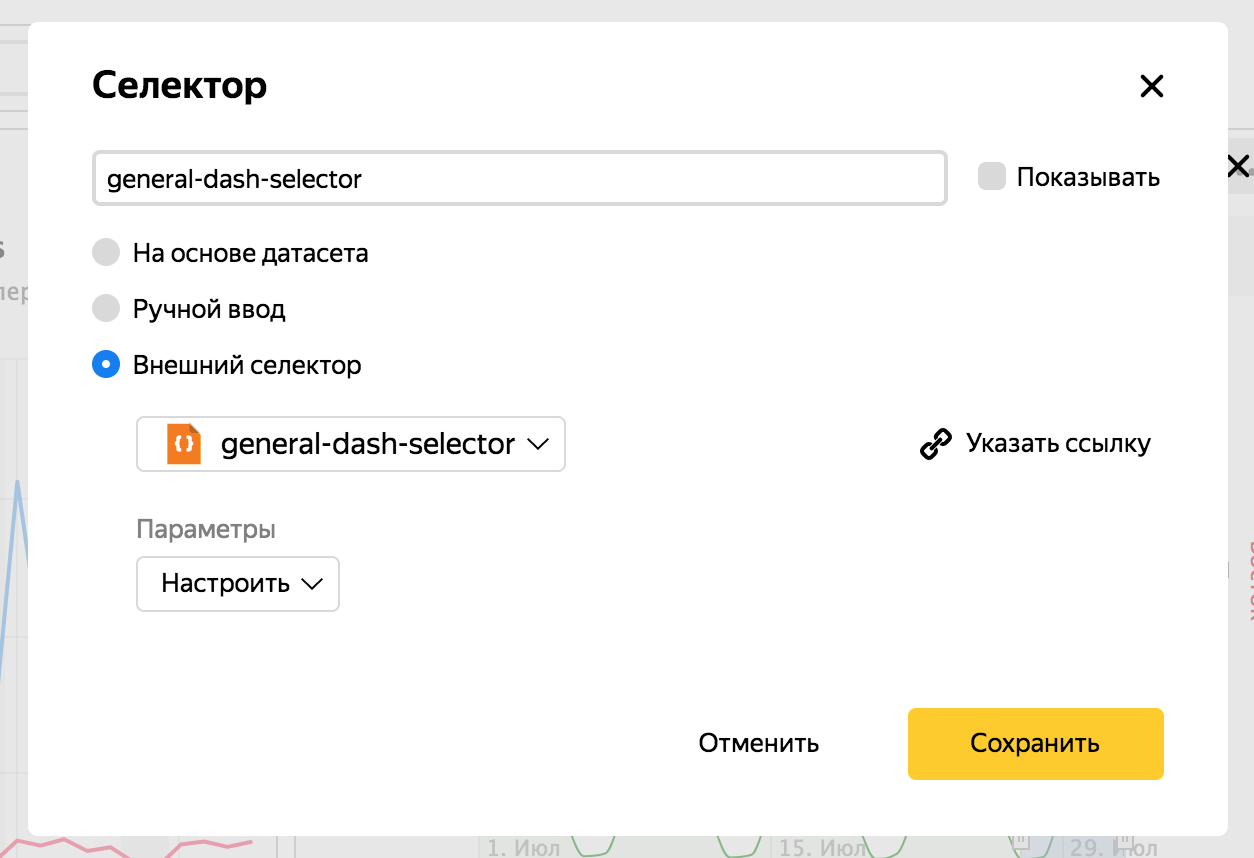 Селектор
general-dash-selector
Показывать
На основе датасета
Ручной ввод
Внешний селектор
general-dash-selector
Указать ссылку
Параметры
Настроить
Отменить
Сохранить
1. Июл
15. Июл
29. Июл